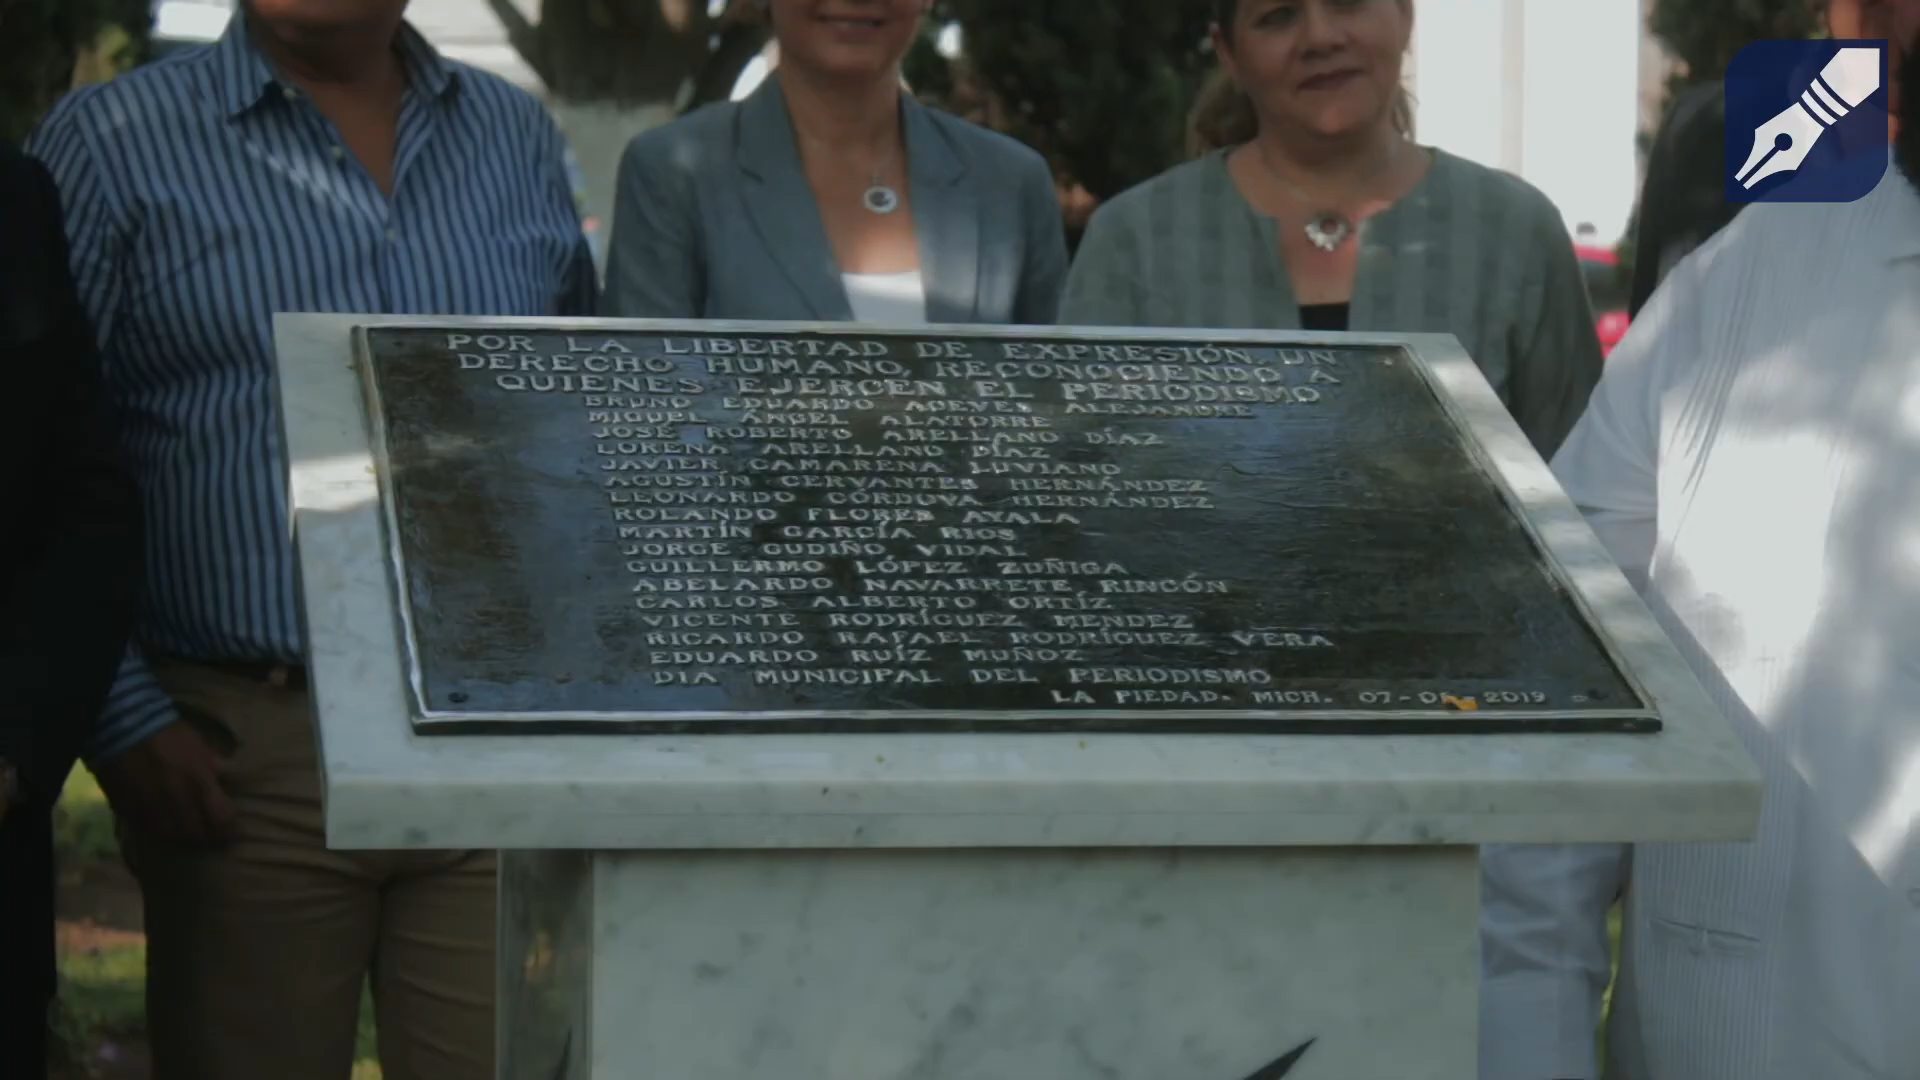 POR LA LIBERTAD DE EXPRESIÓN, UN
DERECHO HUMANO, RECONOCIENDO A
QUIENES EJERCEN EL PERIODISMO
BRUNO EDUARDO ACEVES ALEJANDRE
MIGUEL ÁNGEL ALATORRE
JOSÉ ROBERTO ARELLANO DÍAZ
LORENA ARELLANO DÍAZ
JAVIER CAMARENA LUVIANO
AGUSTÍN CERVANTES HERNÁNDEZ
LEONARDO CÓRDOVA HERNÁNDEZ
ROLANDO FLORES AYALA
MARTÍN GARCÍA RIOS
JORGE GUDIÑO VIDAL
GUILLERMO LÓPEZ ZUÑIGA
ABELARDO NAVARRETE RINCÓN
CARLOS ALBERTO ORTÍZ
VICENTE RODRÍGUEZ MENDEZ
RICARDO RAFAEL RODRÍGUEZ VERA
EDUARDO RUÍZ MUÑOZ
DIA MUNICIPAL DEL PERIODISMO
LA PIEDAD. MICH.